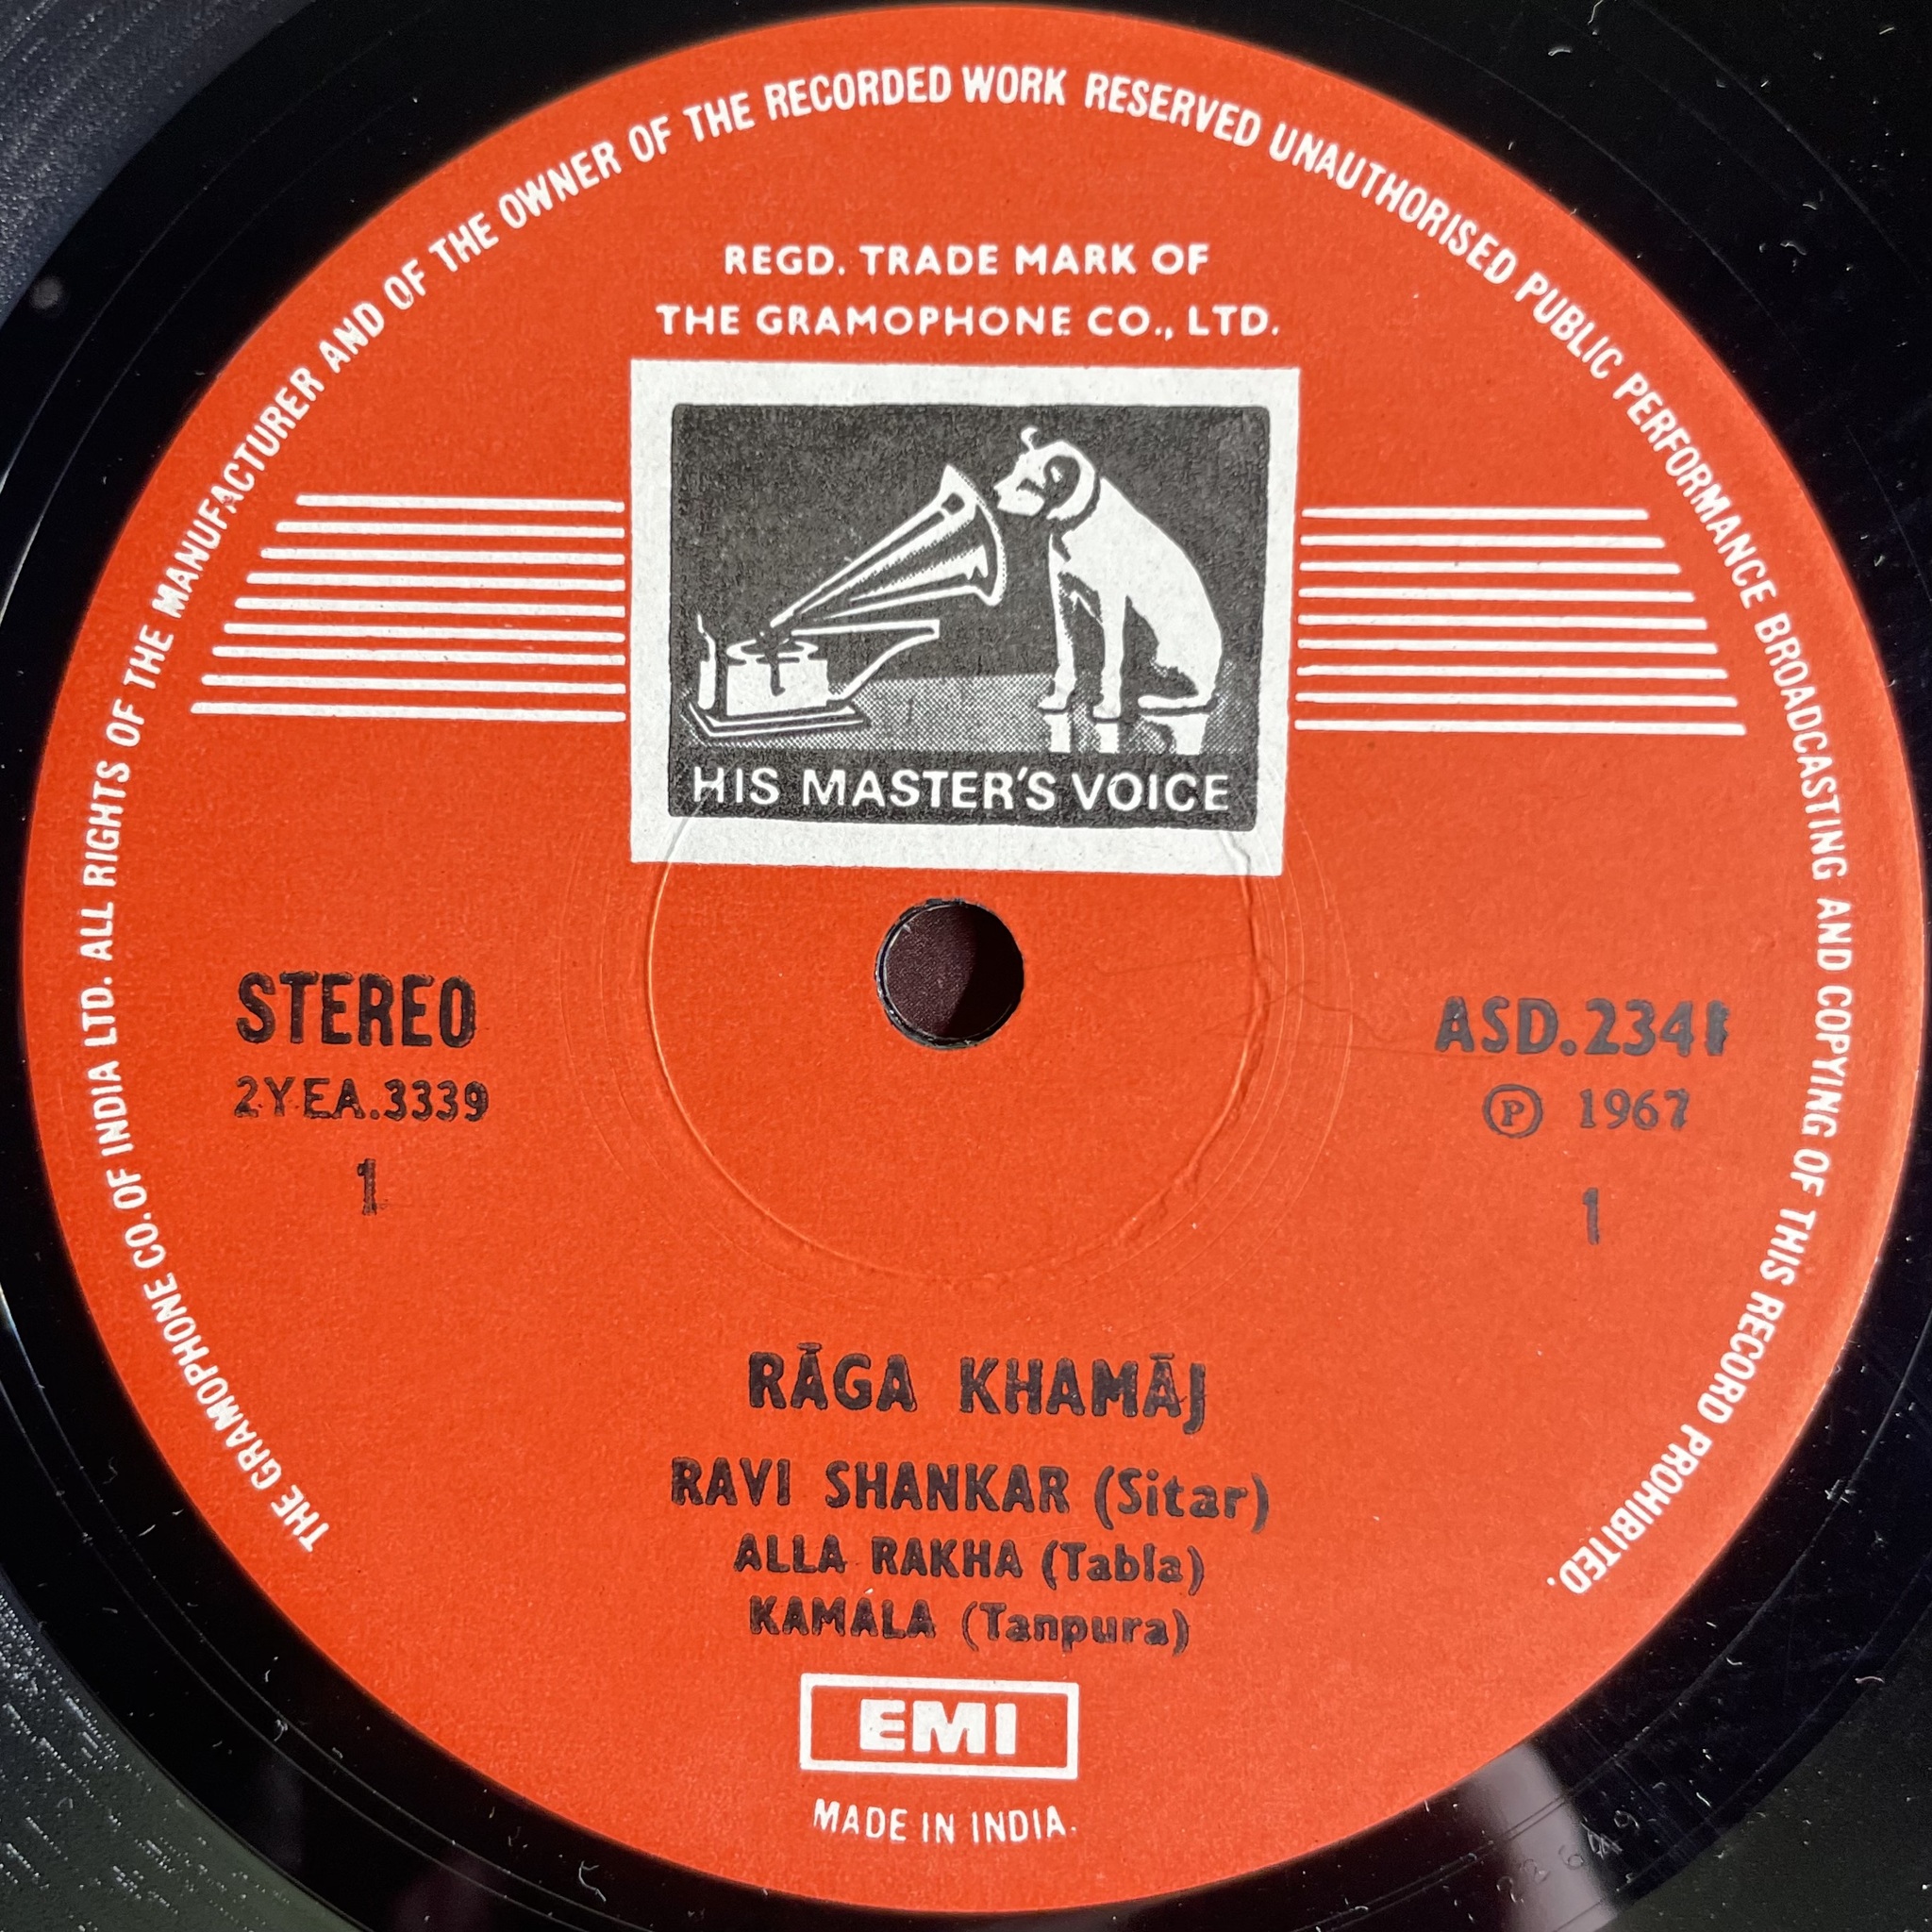 THE GRAMOPHONE CO. OF INDIA LTD. ALL RIGHTS OF THE MANUFACTURER AND OF THE OWNER OF THE RECORDED WORK RESERVED UNAUTHORISED PUBLIC PERFORMANCE BROADCASTING AND COPYING OF THIS RECORD PROHIBITED.
REGD. TRADE MARK OF
THE GRAMOPHONE CO., LTD.
HIS MASTER'S VOICE
STEREO
2YEA.3339
1
ASD.2341
Ⓟ 1967
1
RĀGA KHAMĀJ
RAVI SHANKAR (Sitar)
ALLA RAKHA (Tabla)
KAMALA (Tanpura)
EMI
MADE IN INDIA.